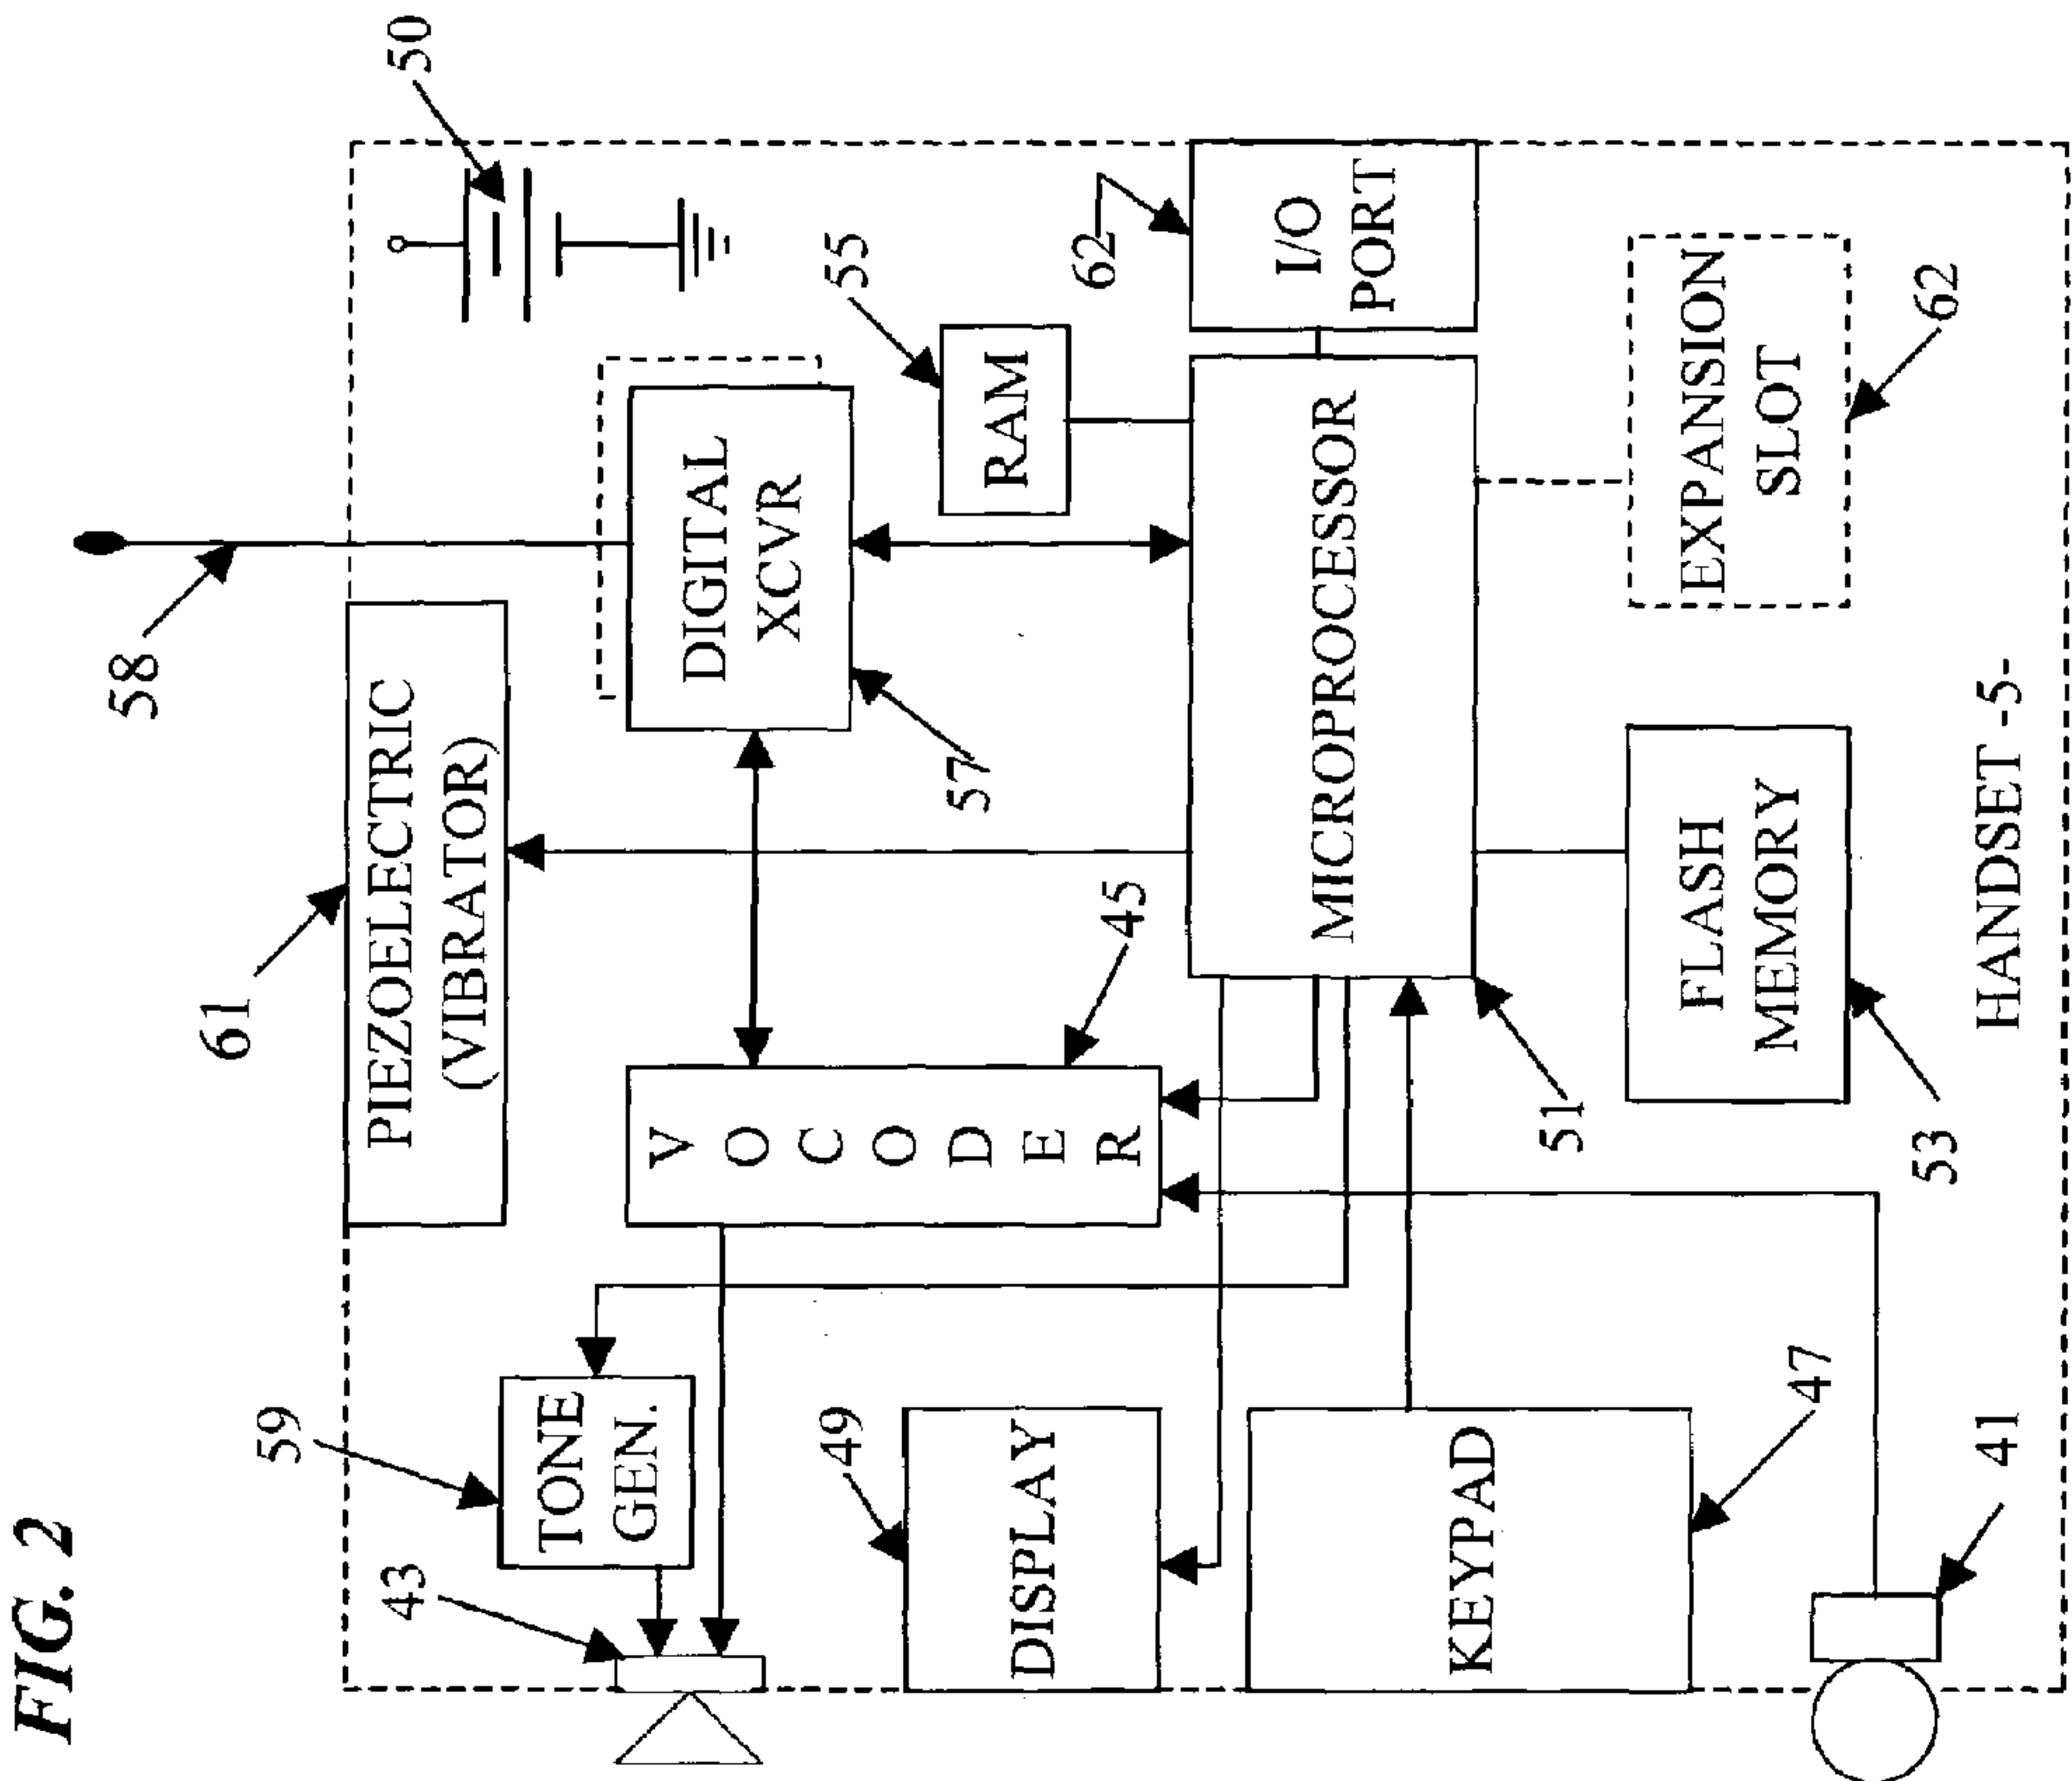 FIG. 2
61
58
50
PIEZOELECTRIC
(VIBRATOR)
59
43
TONE
GEN.
DIGITAL
XCVR
57
55
RAM
49
V
O
C
O
D
E
R
45
62
DISPLAY
KEYPAD
47
MICROPROCESSOR
51
I/O
PORT
FLASH
MEMORY
53
EXPANSION
SLOT
62
41
HANDSET -5-